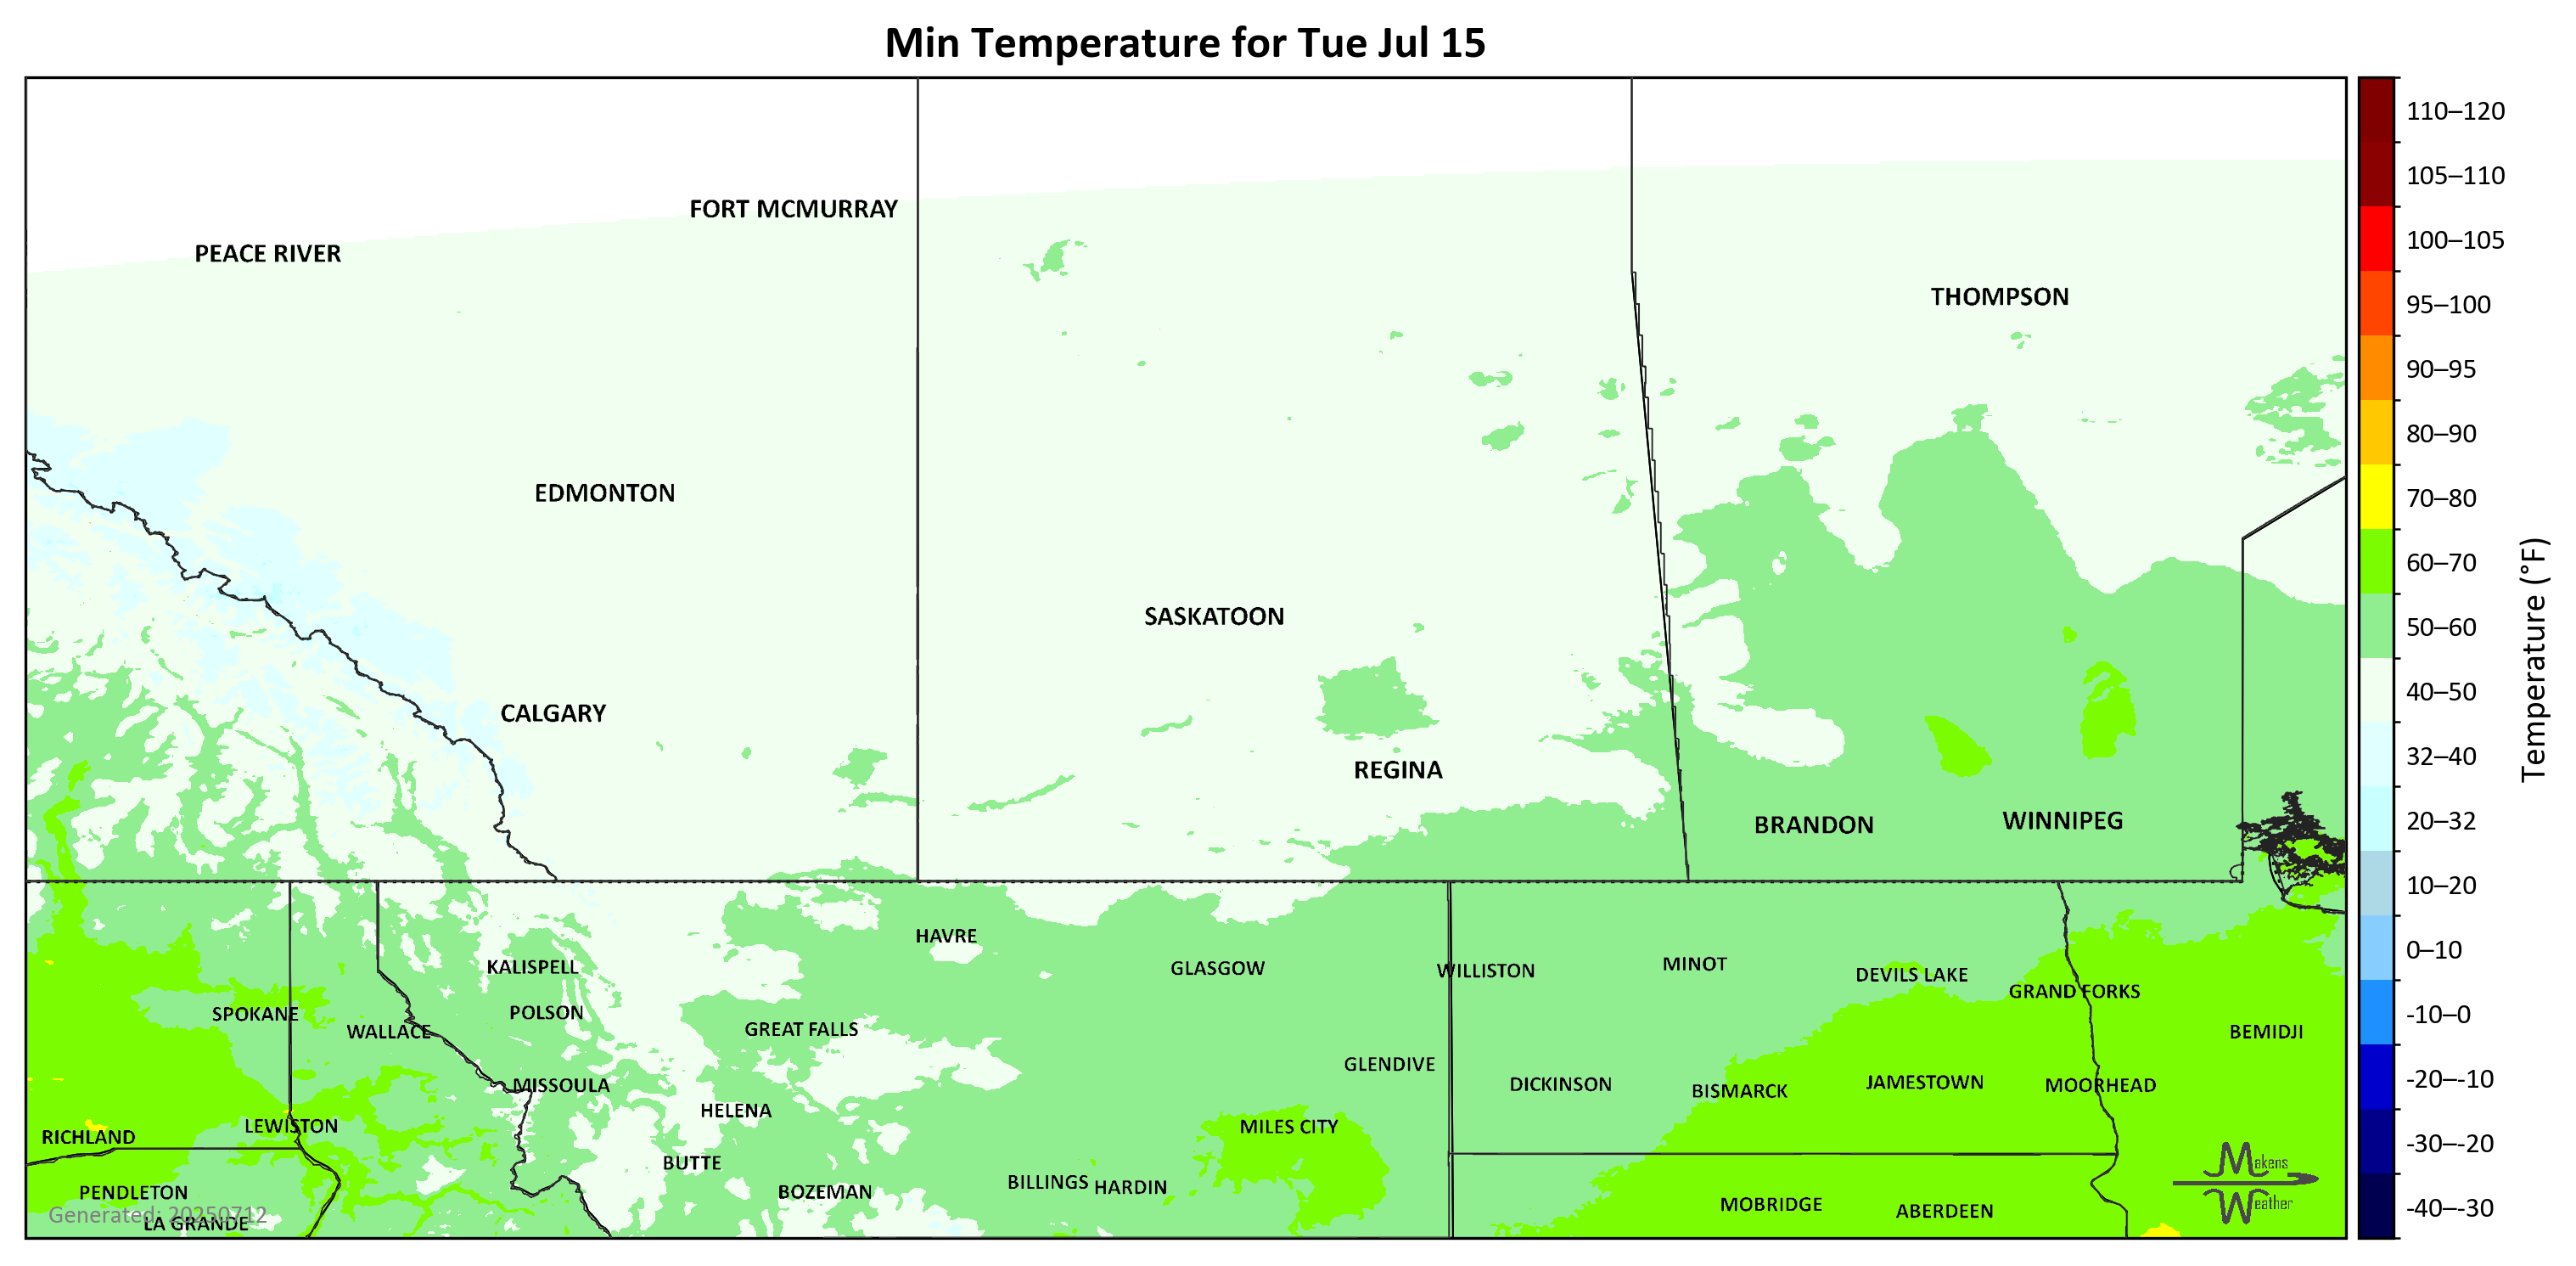 Min Temperature for Tue Jul 15
FORT MCMURRAY
PEACE RIVER
THOMPSON
EDMONTON
SASKATOON
CALGARY
REGINA
BRANDON
WINNIPEG
HAVRE
KALISPELL
GLASGOW
WILLISTON
MINOT
DEVILS LAKE
GRAND FORKS
SPOKANE
POLSON
WALLACE
GREAT FALLS
BEMIDJI
GLENDIVE
MISSOULA
DICKINSON
BISMARCK
JAMESTOWN
MOORHEAD
HELENA
LEWISTON
RICHLAND
MILES CITY
BUTTE
PENDLETON
BOZEMAN
BILLINGS
HARDIN
MOBRIDGE
ABERDEEN
Generated: 20250712
LA GRANDE
Makens
Weather
110–120
105–110
100–105
95–100
90–95
80–90
70–80
60–70
50–60
40–50
32–40
20–32
10–20
0–10
-10–0
-20–-10
-30–-20
-40–-30
Temperature (°F)